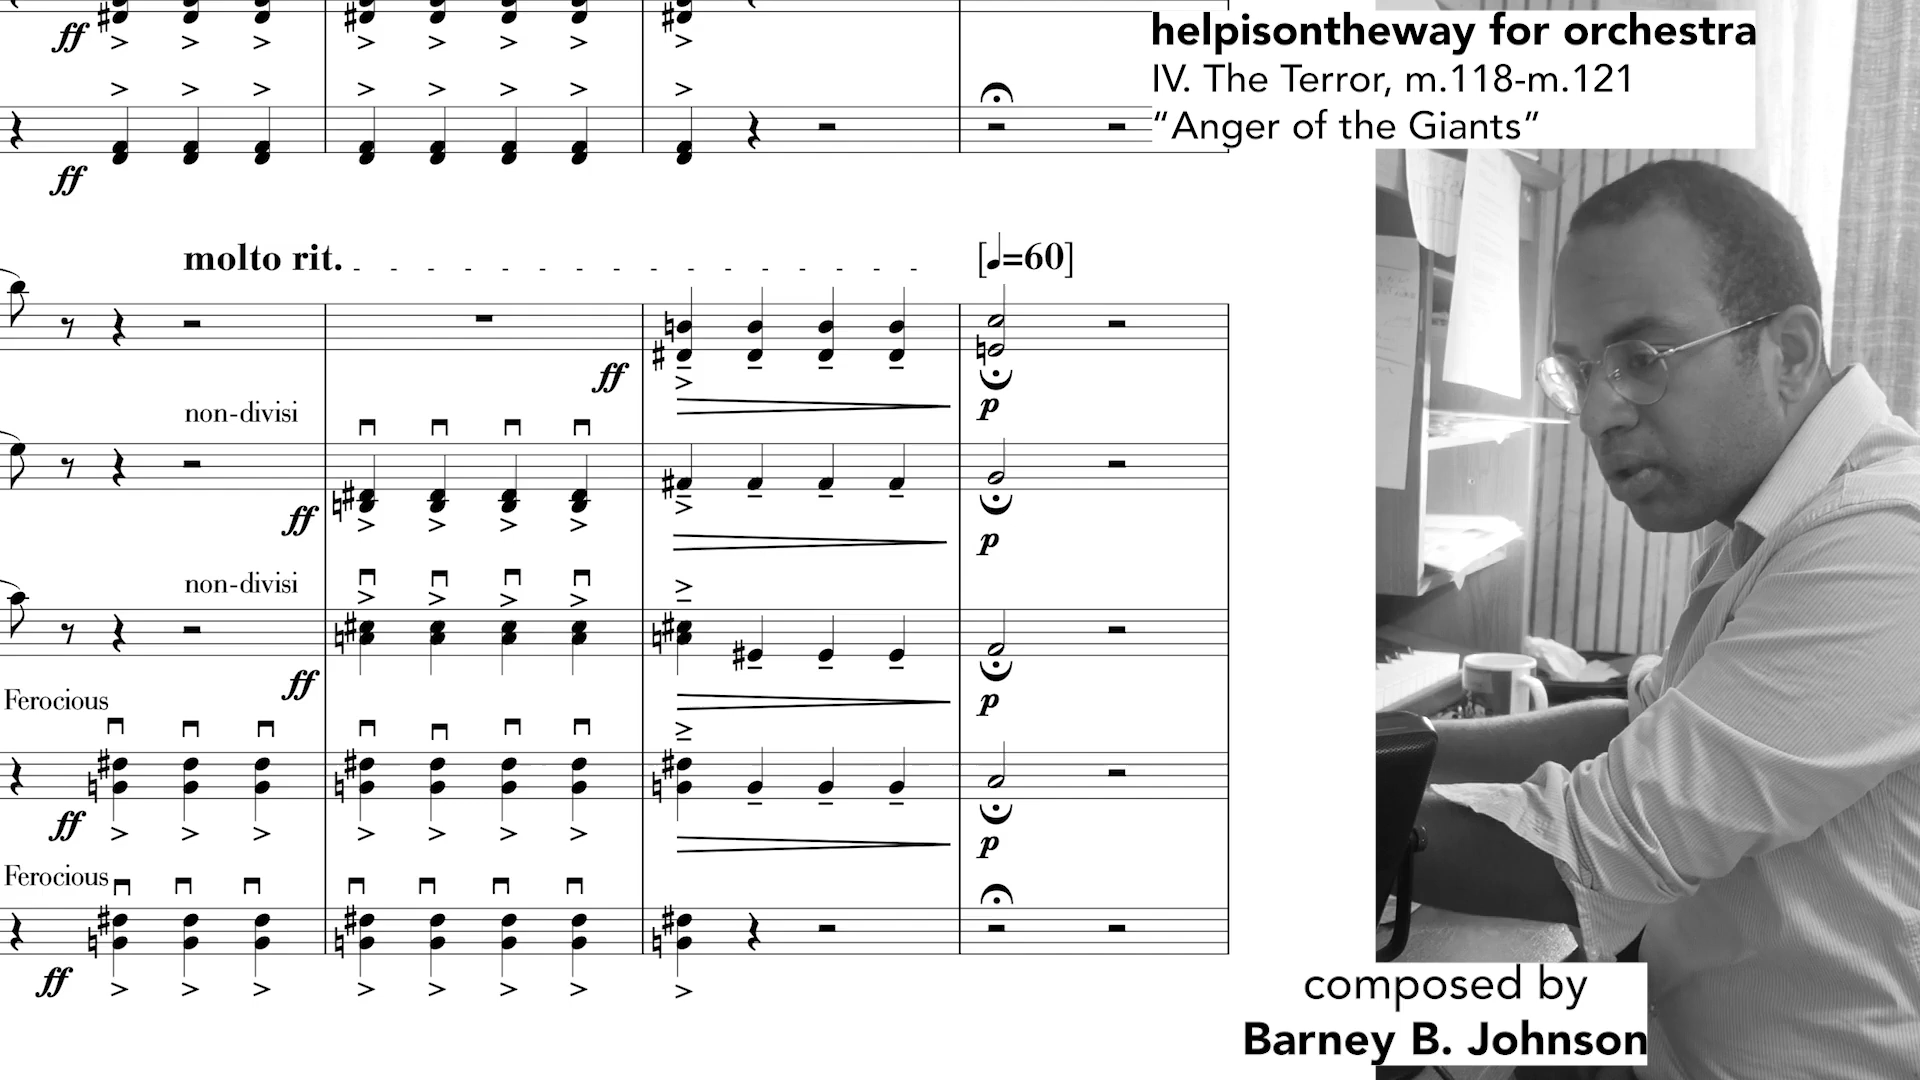 helpisontheway for orchestra
IV. The Terror, m.118-m.121
“Anger of the Giants”
ff
ff
molto rit.
[♩=60]
ff
p
non-divisi
ff
p
non-divisi
ff
p
Ferocious
ff
p
Ferocious
ff
composed by
Barney B. Johnson